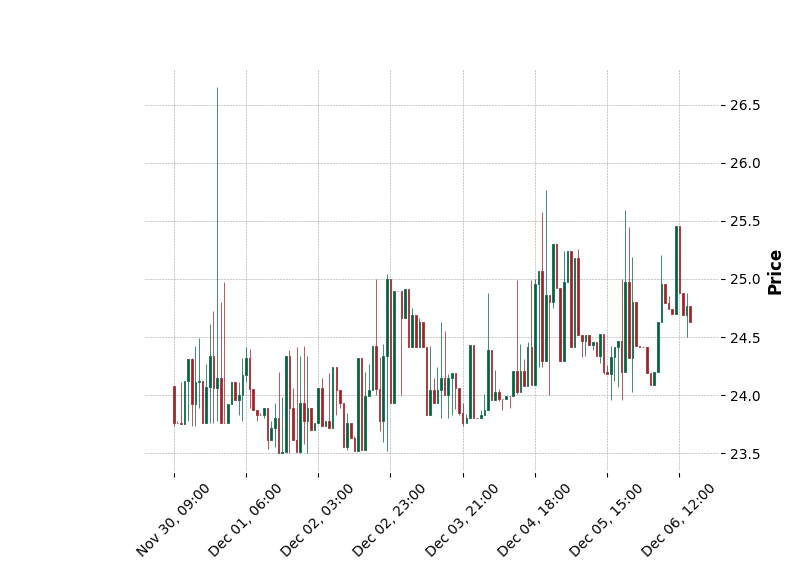 26.5
26.0
25.5
25.0
24.5
24.0
23.5
Price
Nov 30, 09:00
Dec 01, 06:00
Dec 02, 03:00
Dec 02, 23:00
Dec 03, 21:00
Dec 04, 18:00
Dec 05, 15:00
Dec 06, 12:00